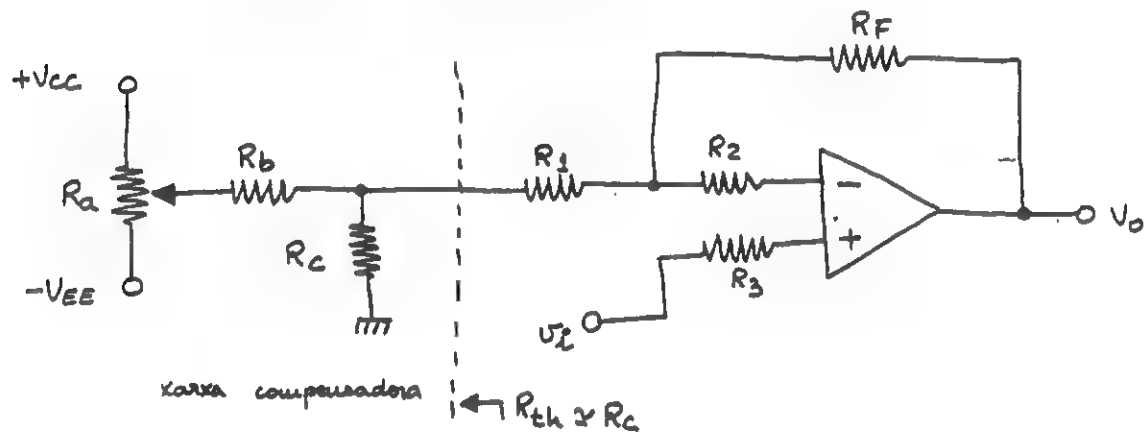 RF
+VCC
Rb
R1
R2
Ra
−
+
Vo
Rc
R3
−VEE
vi
xarxa compensadora
Rth ≃ Rc